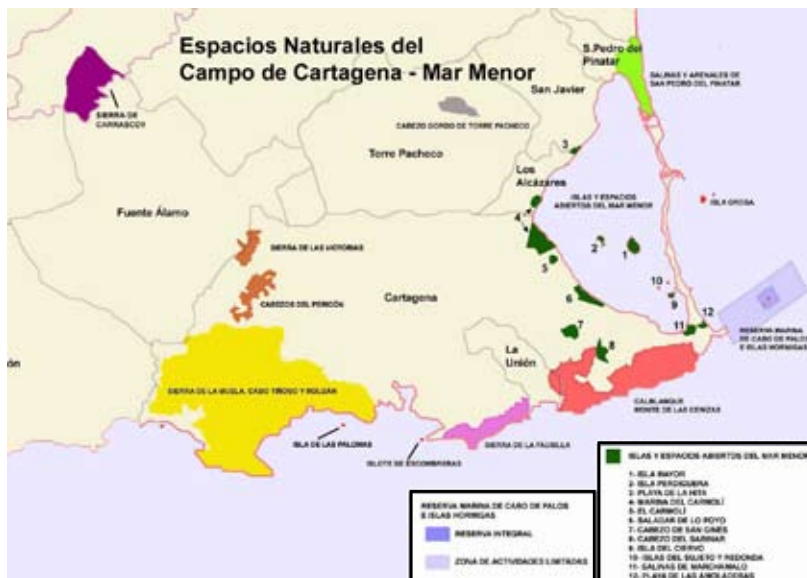 Espacios Naturales del
Campo de Cartagena - Mar Menor
S.Pedro del
Pinatar
SALINAS Y ARENALES DE
SAN PEDRO DEL PINATAR
San Javier
SIERRA DE
CARRASCOY
CABEZO GORDO DE TORRE PACHECO
Torre Pacheco
3
Los
Alcázares
ISLAS Y ESPACIOS
ABIERTOS DEL MAR MENOR
ISLA GROSA
Fuente Álamo
4
SIERRA DE LAS VICTORIAS
2
1
5
CABEZOS DEL PERICÓN
Cartagena
6
10
9
12
11
7
8
RESERVA MARINA
DE CABO DE PALOS
E ISLAS HORMIGAS
ón
La
Unión
SIERRA DE LA MUELA, CABO TIÑOSO Y ROLDÁN
CALBLANQUE
MONTE DE LAS CENIZAS
ISLA DE LAS PALOMAS
ISLOTE DE ESCOMBRERAS
SIERRA DE LA FAUSILLA
RESERVA MARINA DE CABO DE PALOS
E ISLAS HORMIGAS
RESERVA INTEGRAL
ZONA DE ACTIVIDADES LIMITADAS
ISLAS Y ESPACIOS ABIERTOS DEL MAR MENOR
1- ISLA MAYOR
2- ISLA PERDIGUERA
3- PLAYA DE LA HITA
4- MARINA DEL CARMOLÍ
5- EL CARMOLÍ
6- SALADAR DE LO POYO
7- CABEZO DE SAN GINÉS
8- CABEZO DEL SABINAR
9- ISLA DEL CIERVO
10- ISLAS DEL SUJETO Y REDONDA
11- SALINAS DE MARCHAMALO
12- PLAYA DE LAS AMOLADERAS